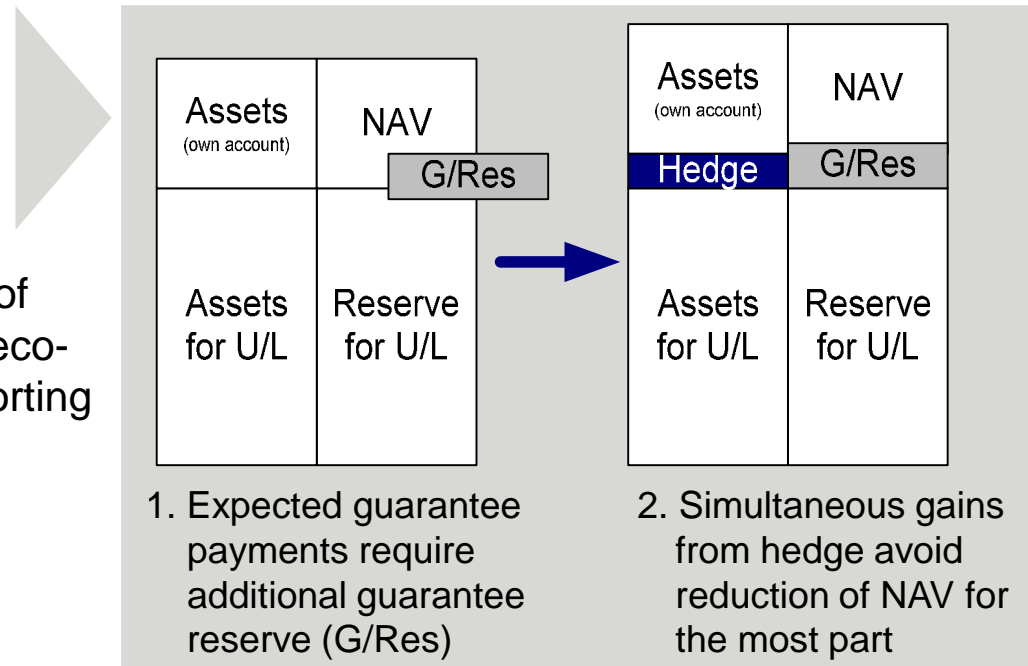 of
eco-
orting
Assets
(own account)
NAV
G/Res
Assets
for U/L
Reserve
for U/L
1. Expected guarantee
payments require
additional guarantee
reserve (G/Res)
Assets
(own account)
NAV
Hedge
G/Res
Assets
for U/L
Reserve
for U/L
2. Simultaneous gains
from hedge avoid
reduction of NAV for
the most part